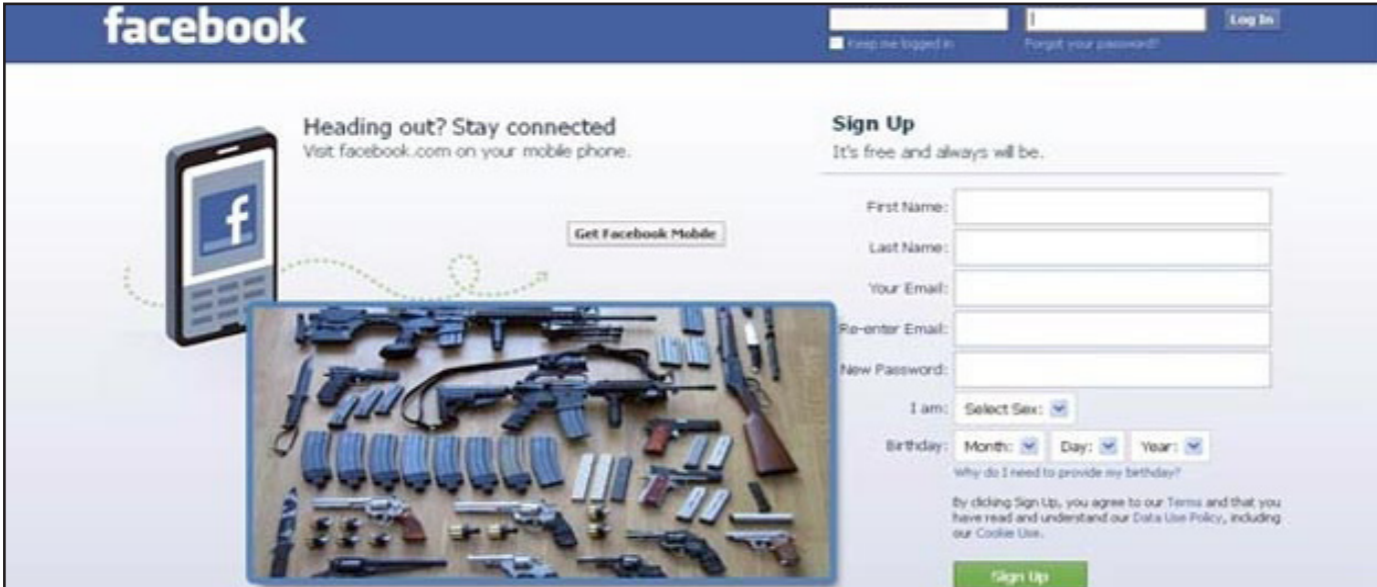 facebook
Log In
Keep me logged in
Forgot your password?
Heading out? Stay connected
Visit facebook.com on your mobile phone.
Get Facebook Mobile
Sign Up
It's free and always will be.
First Name:
Last Name:
Your Email:
Re-enter Email:
New Password:
I am: Select Sex:
Birthday: Month: Day: Year:
Why do I need to provide my birthday?
By clicking Sign Up, you agree to our Terms and that you
have read and understand our Data Use Policy, including
our Cookie Use.
Sign Up